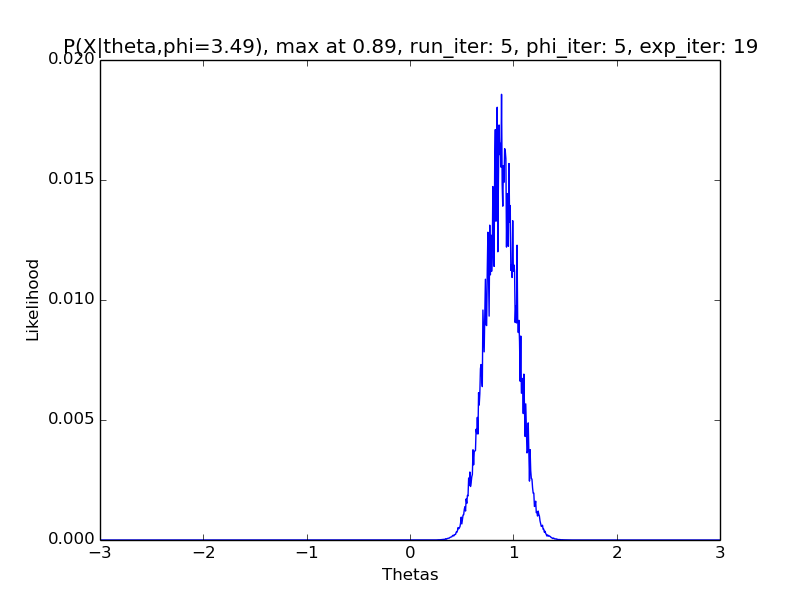 P(X|theta,phi=3.49), max at 0.89, run_iter: 5, phi_iter: 5, exp_iter: 19
0.020
0.015
0.010
0.005
0.000
Likelihood
−3 −2 −1 0 1 2 3
Thetas